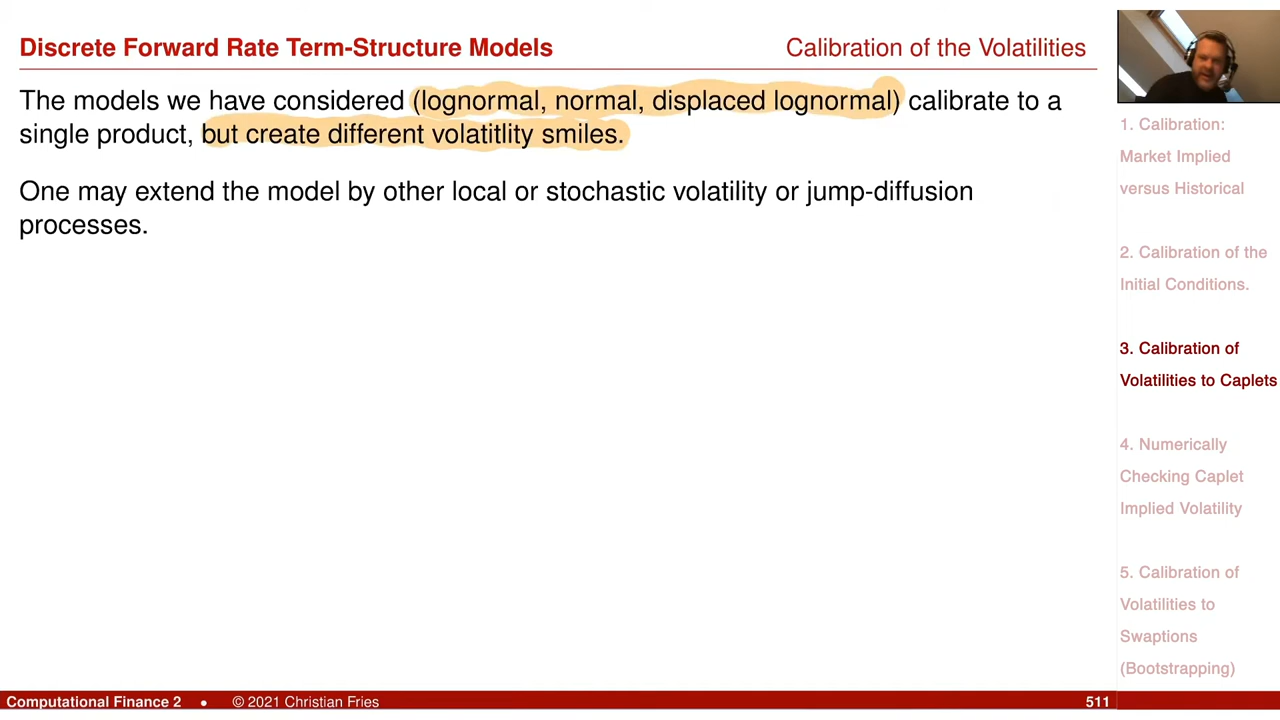 Discrete Forward Rate Term-Structure Models
Calibration of the Volatilities
The models we have considered (lognormal, normal, displaced lognormal) calibrate to a
single product, but create different volatitlity smiles.
One may extend the model by other local or stochastic volatility or jump-diffusion
processes.
1. Calibration:
Market Implied
versus Historical
2. Calibration of the
Initial Conditions.
3. Calibration of
Volatilities to Caplets
4. Numerically
Checking Caplet
Implied Volatility
5. Calibration of
Volatilities to
Swaptions
(Bootstrapping)
Computational Finance 2 • © 2021 Christian Fries
511